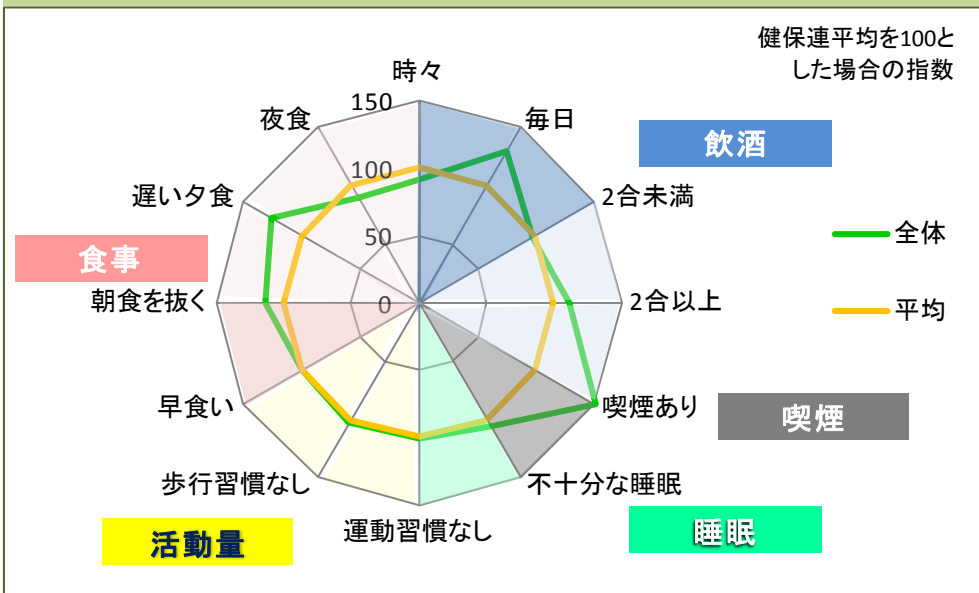 健保連平均を100と
した場合の指数
時々
毎日
2合未満
2合以上
喫煙あり
不十分な睡眠
運動習慣なし
歩行習慣なし
早食い
朝食を抜く
遅い夕食
夜食
150
100
50
0
飲酒
喫煙
睡眠
活動量
食事
全体
平均